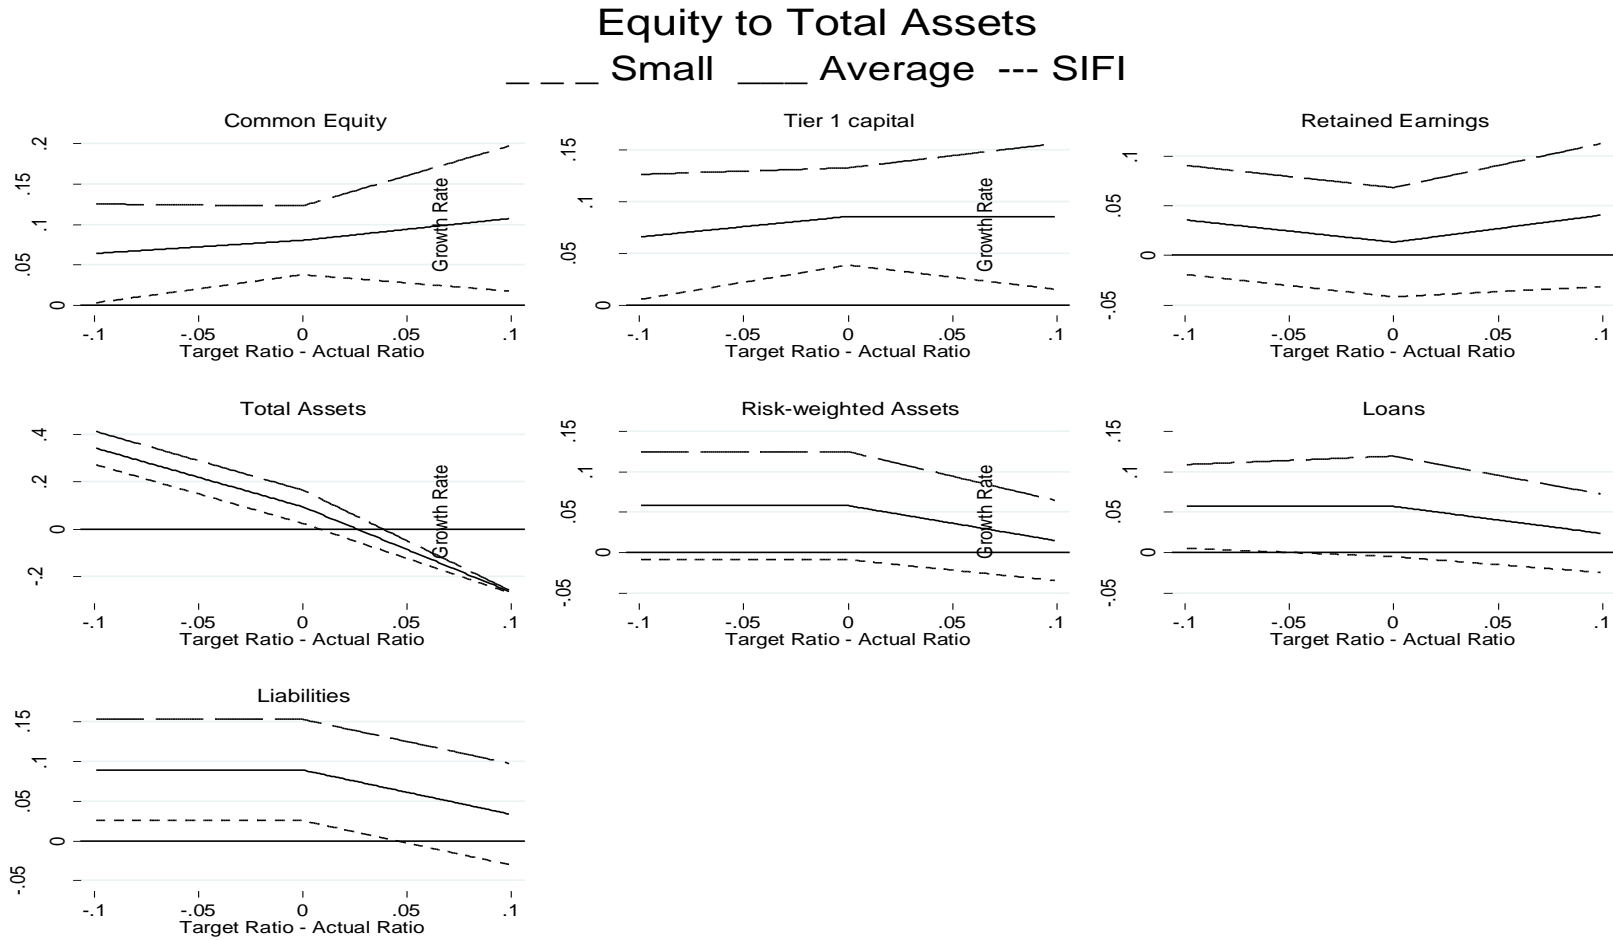 Equity to Total Assets
_ _ _ Small ___ Average --- SIFI
Common Equity
0 .05 .1 .15 .2
Growth Rate
-.1 -.05 0 .05 .1
Target Ratio - Actual Ratio
Tier 1 capital
0 .05 .1 .15
Growth Rate
-.1 -.05 0 .05 .1
Target Ratio - Actual Ratio
Retained Earnings
-.05 0 .05 .1
-.1 -.05 0 .05 .1
Target Ratio - Actual Ratio
Total Assets
-.2 0 .2 .4
Growth Rate
-.1 -.05 0 .05 .1
Target Ratio - Actual Ratio
Risk-weighted Assets
-.05 0 .05 .1 .15
Growth Rate
-.1 -.05 0 .05 .1
Target Ratio - Actual Ratio
Loans
-.05 0 .05 .1 .15
-.1 -.05 0 .05 .1
Target Ratio - Actual Ratio
Liabilities
-.05 0 .05 .1 .15
-.1 -.05 0 .05 .1
Target Ratio - Actual Ratio